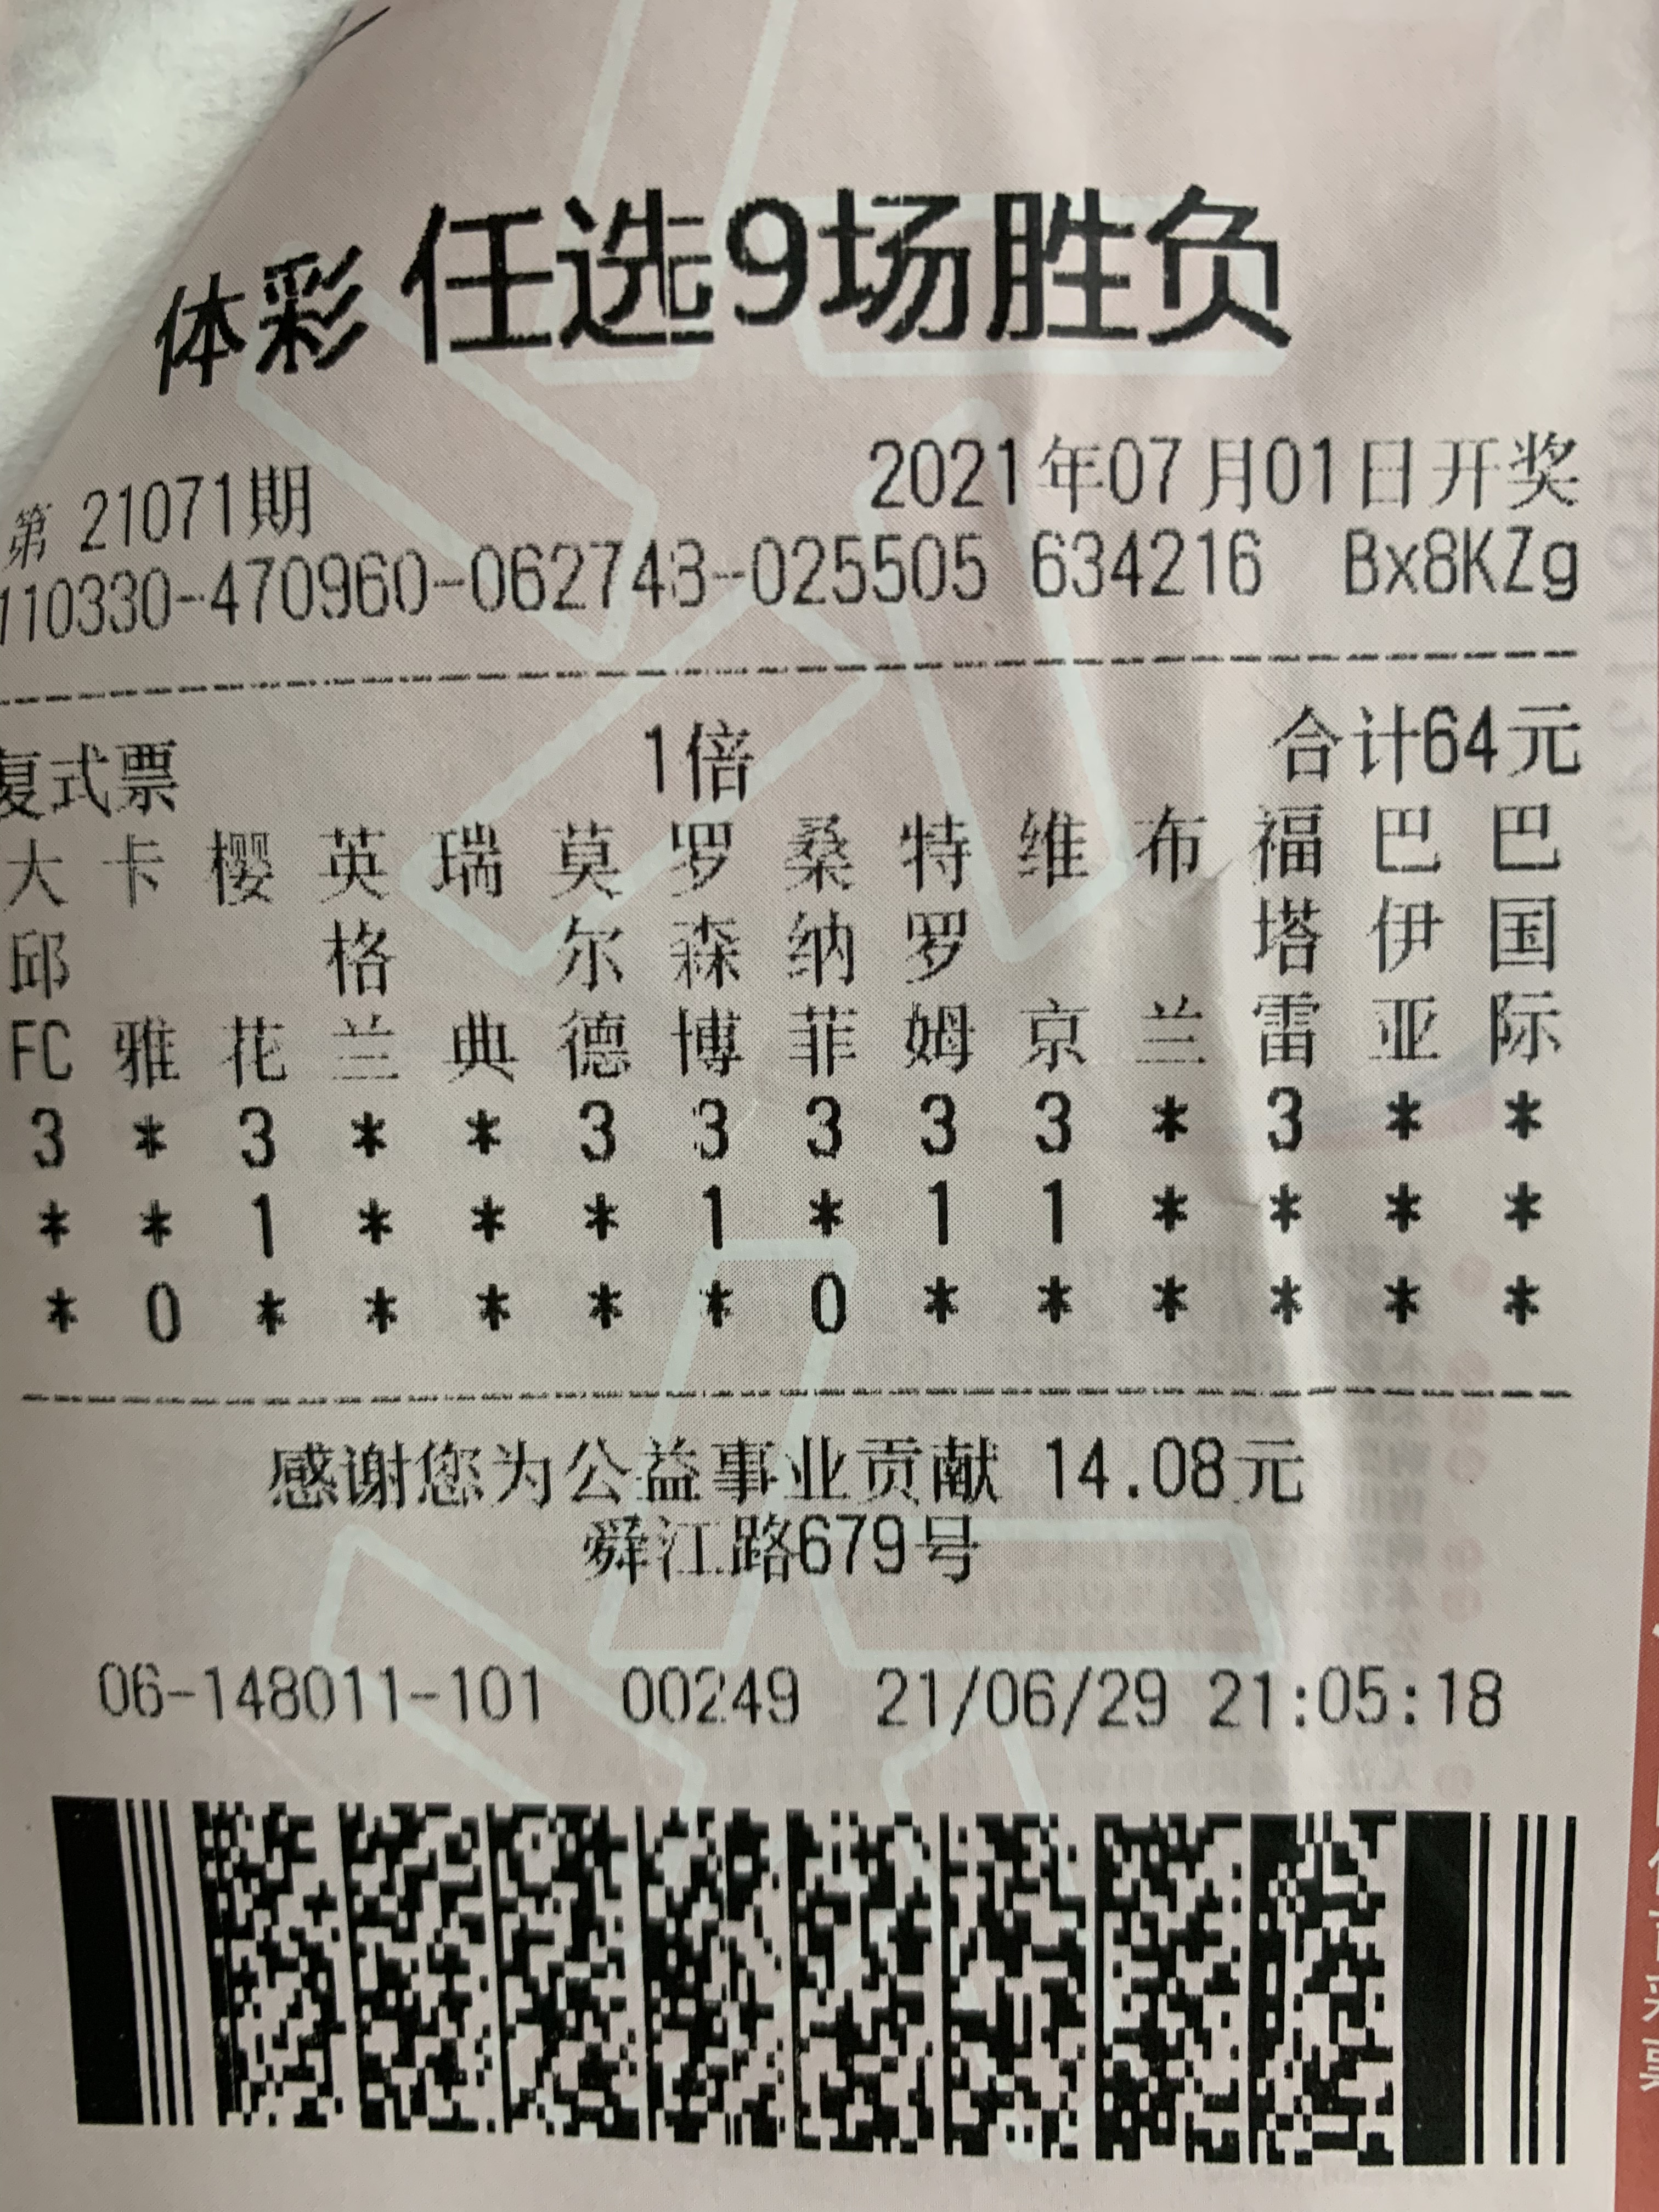 体彩 任选9场胜负
第 21071期 2021年07月01日开奖
110330-470960-062743-025505 634216 Bx8KZg
复式票 1倍 合计64元
大 卡 樱 英 瑞 莫 罗 桑 特 维 布 福 巴 巴
邱 格 尔 森 纳 罗 塔 伊 国
FC 雅 花 兰 典 德 博 菲 姆 京 兰 雷 亚 际
3 * 3 * * 3 3 3 3 3 * 3 * *
* * 1 * * * 1 * 1 1 * * * *
* 0 * * * * * 0 * * * * * *
感谢您为公益事业贡献 14.08元
舜江路679号
06-148011-101 00249 21/06/29 21:05:18